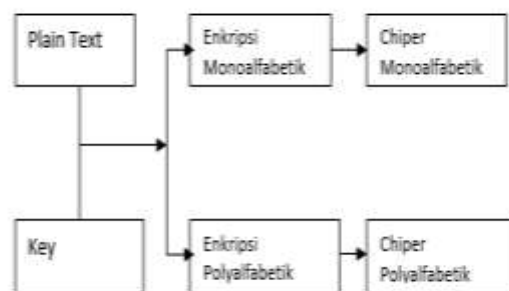 Plain Text
Enkripsi
Monoalfabetik
Chiper
Monoalfabetik
Key
Enkripsi
Polyalfabetik
Chiper
Polyalfabetik